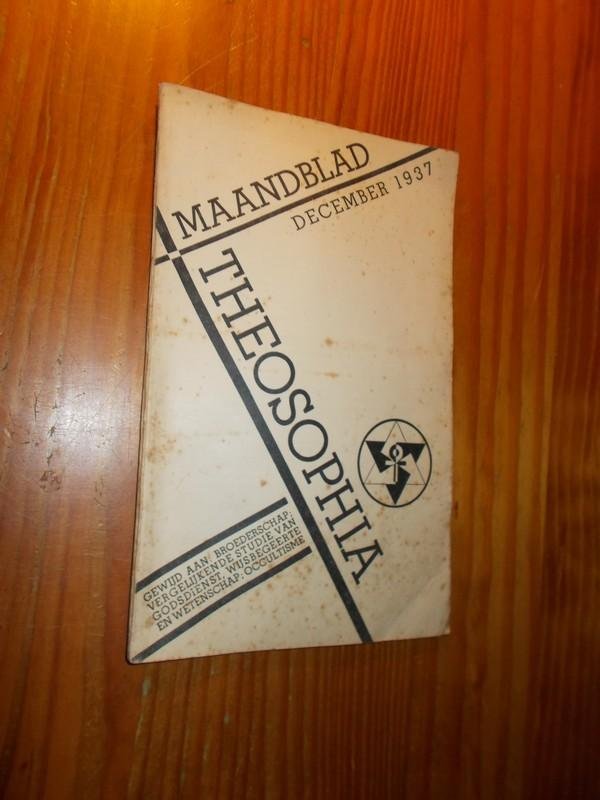 MAANDBLAD
DECEMBER 1937
THEOSOPHIA
GEWIJD AAN: BROEDERSCHAP;
VERGELIJKENDE STUDIE VAN
GODSDIENST, WIJSBEGEERTE
EN WETENSCHAP; OCCULTISME